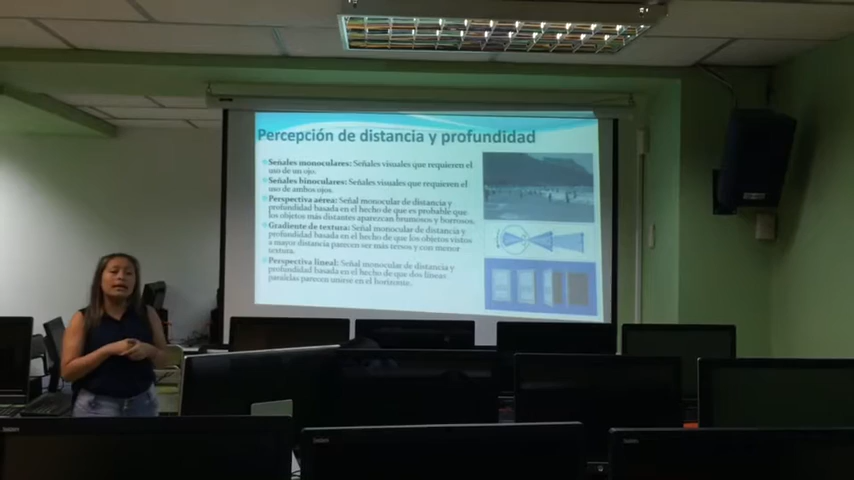 Percepción de distancia y profundidad
Señales monoculares: Señales visuales que requieren el
uso de un ojo.
Señales binoculares: Señales visuales que requieren el
uso de ambos ojos.
Perspectiva aérea: Señal monocular de distancia y
profundidad basada en el hecho de que es probable que
los objetos más distantes aparezcan brumosos y borrosos.
Gradiente de textura: Señal monocular de distancia y
profundidad basada en el hecho de que los objetos vistos
a mayor distancia parecen ser más tersos y con menor
textura.
Perspectiva lineal: Señal monocular de distancia y
profundidad basada en el hecho de que dos líneas
paralelas parecen unirse en el horizonte.